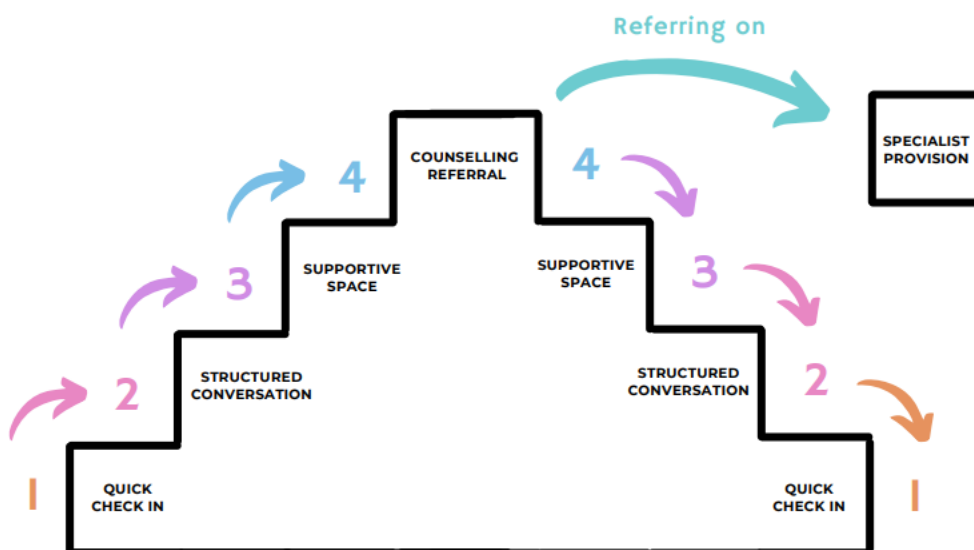 Referring on
SPECIALIST
PROVISION
COUNSELLING
REFERRAL
4
4
SUPPORTIVE
SPACE
SUPPORTIVE
SPACE
3
3
STRUCTURED
CONVERSATION
STRUCTURED
CONVERSATION
2
2
QUICK
CHECK IN
QUICK
CHECK IN
1
1